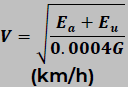 V = √((E_a + E_u) / (0.0004G))
(km/h)